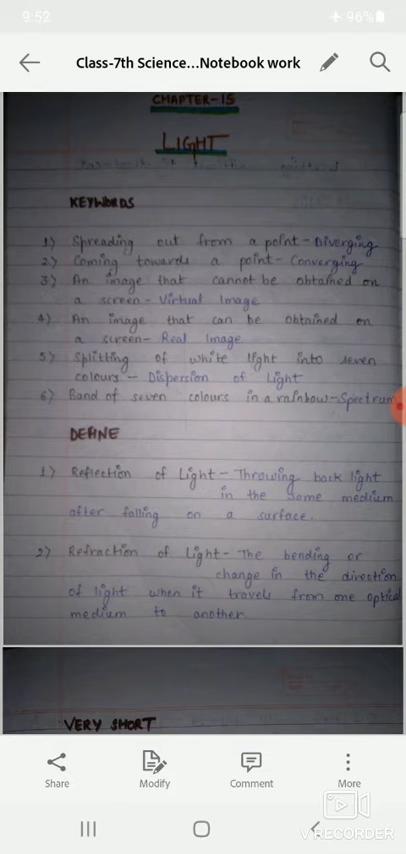 9:52
96%
Class-7th Science...Notebook work
CHAPTER-15
LIGHT
KEYWORDS
1) Spreading out from a point - Diverging
2) Coming towards a point - Converging
3) An image that cannot be obtained on
a screen - Virtual Image
4) An image that can be obtained on
a screen - Real Image
5) Splitting of white light into seven
colours - Dispersion of Light
6) Band of seven colours in a rainbow - Spectrum
DEFINE
1) Reflection of Light - Throwing back light
in the same medium
after falling on a surface.
2) Refraction of Light - The bending or
change in the direction
of light when it travels from one optical
medium to another.
VERY SHORT
Share
Modify
Comment
More
V RECORDER